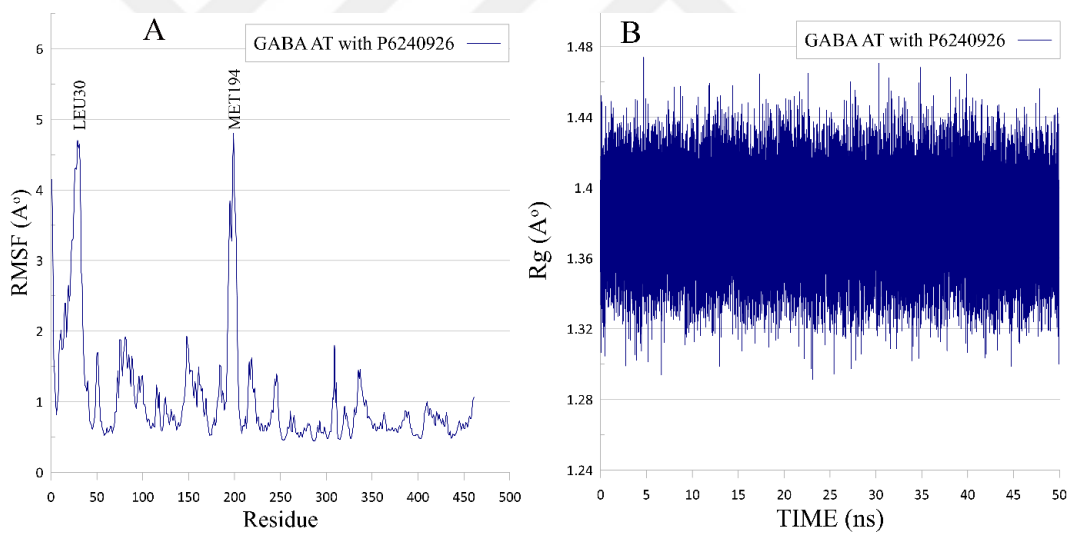 A
GABA AT with P6240926
RMSF (A°)
6
5
4
3
2
1
0
LEU30
MET194
0 50 100 150 200 250 300 350 400 450 500
Residue
B
GABA AT with P6240926
Rg (A°)
1.48
1.44
1.4
1.36
1.32
1.28
1.24
0 5 10 15 20 25 30 35 40 45 50
TIME (ns)